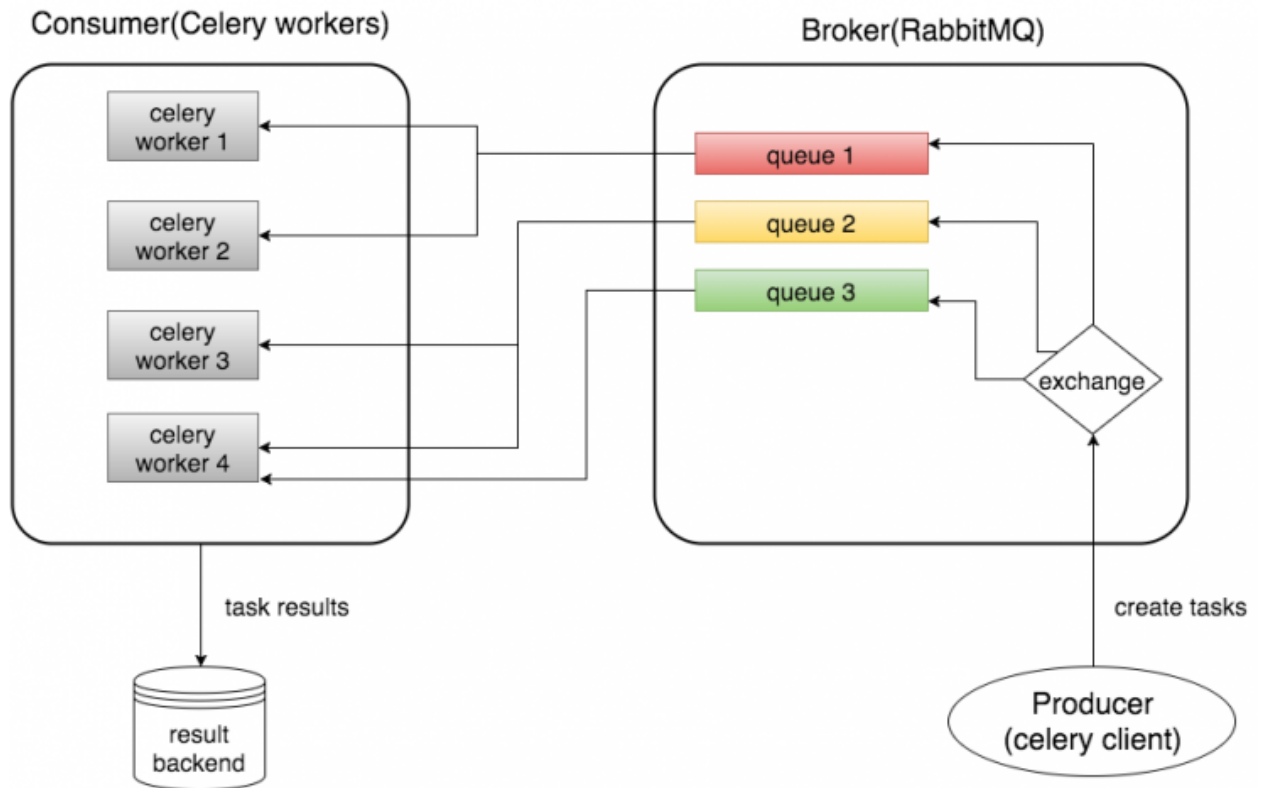 Consumer(Celery workers)
Broker(RabbitMQ)
celery
worker 1
celery
worker 2
celery
worker 3
celery
worker 4
queue 1
queue 2
queue 3
exchange
task results
create tasks
result
backend
Producer
(celery client)